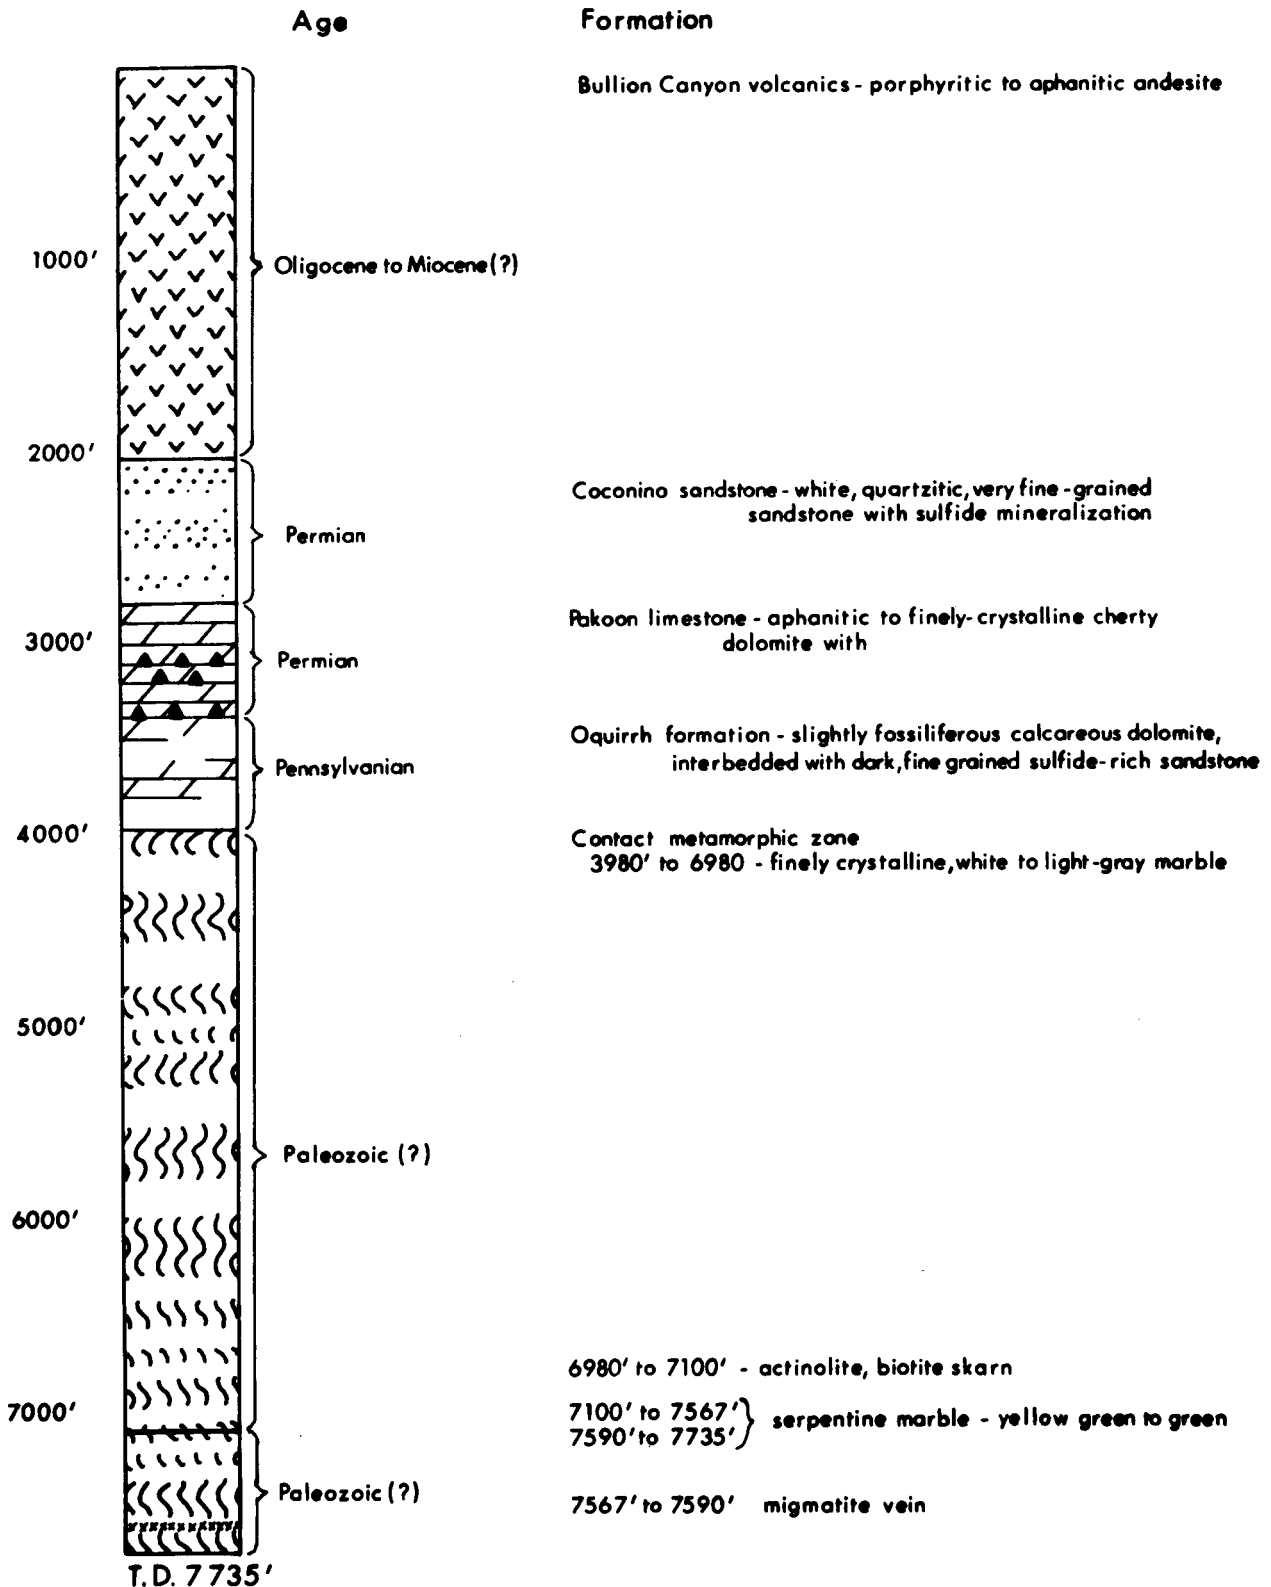 Age Formation
Bullion Canyon volcanics - porphyritic to aphanitic andesite
1000'
Oligocene to Miocene (?)
2000'
Coconino sandstone - white, quartzitic, very fine-grained
sandstone with sulfide mineralization
Permian
Pakoon limestone - aphanitic to finely-crystalline cherty
dolomite with
3000'
Permian
Oquirrh formation - slightly fossiliferous calcareous dolomite,
interbedded with dark, fine grained sulfide-rich sandstone
Pennsylvanian
4000'
Contact metamorphic zone
3980' to 6980 - finely crystalline, white to light-gray marble
5000'
Paleozoic (?)
6000'
6980' to 7100' - actinolite, biotite skarn
7000'
7100' to 7567'
7590' to 7735'
serpentine marble - yellow green to green
Paleozoic (?)
7567' to 7590' migmatite vein
T.D. 7735'